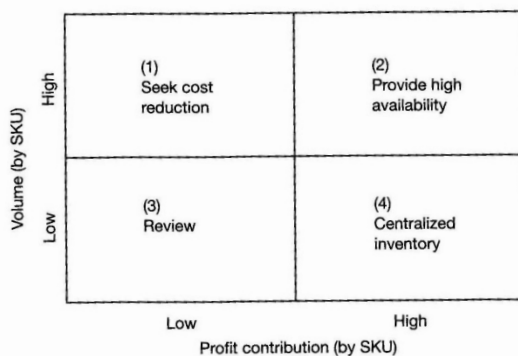 (1)
Seek cost
reduction
(2)
Provide high
availability
High
Volume (by SKU)
(3)
Review
(4)
Centralized
inventory
Low
Low
High
Profit contribution (by SKU)